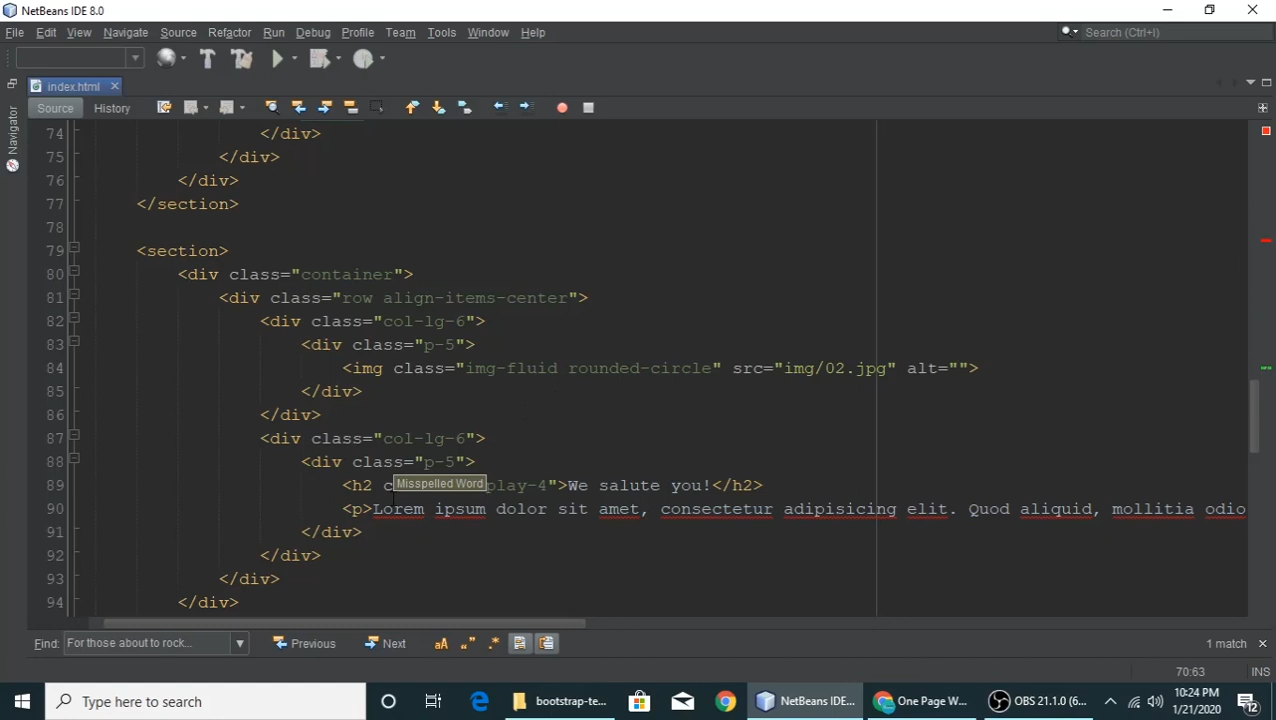 NetBeans IDE 8.0
File Edit View Navigate Source Refactor Run Debug Profile Team Tools Window Help
Search (Ctrl+I)
index.html
Source History
Navigator
74 </div>
75 </div>
76 </div>
77 </section>
78
79 <section>
80 <div class="container">
81 <div class="row align-items-center">
82 <div class="col-lg-6">
83 <div class="p-5">
84 <img class="img-fluid rounded-circle" src="img/02.jpg" alt="">
85 </div>
86 </div>
87 <div class="col-lg-6">
88 <div class="p-5">
Misspelled Word
89 <h2 c play-4">We salute you!</h2>
90 <p>Lorem ipsum dolor sit amet, consectetur adipisicing elit. Quod aliquid, mollitia odio
91 </div>
92 </div>
93 </div>
94 </div>
Find: For those about to rock... Previous Next 1 match
70:63 INS
Type here to search
bootstrap-te...
NetBeans IDE...
One Page W...
OBS 21.1.0 (6...
10:24 PM
1/21/2020
12